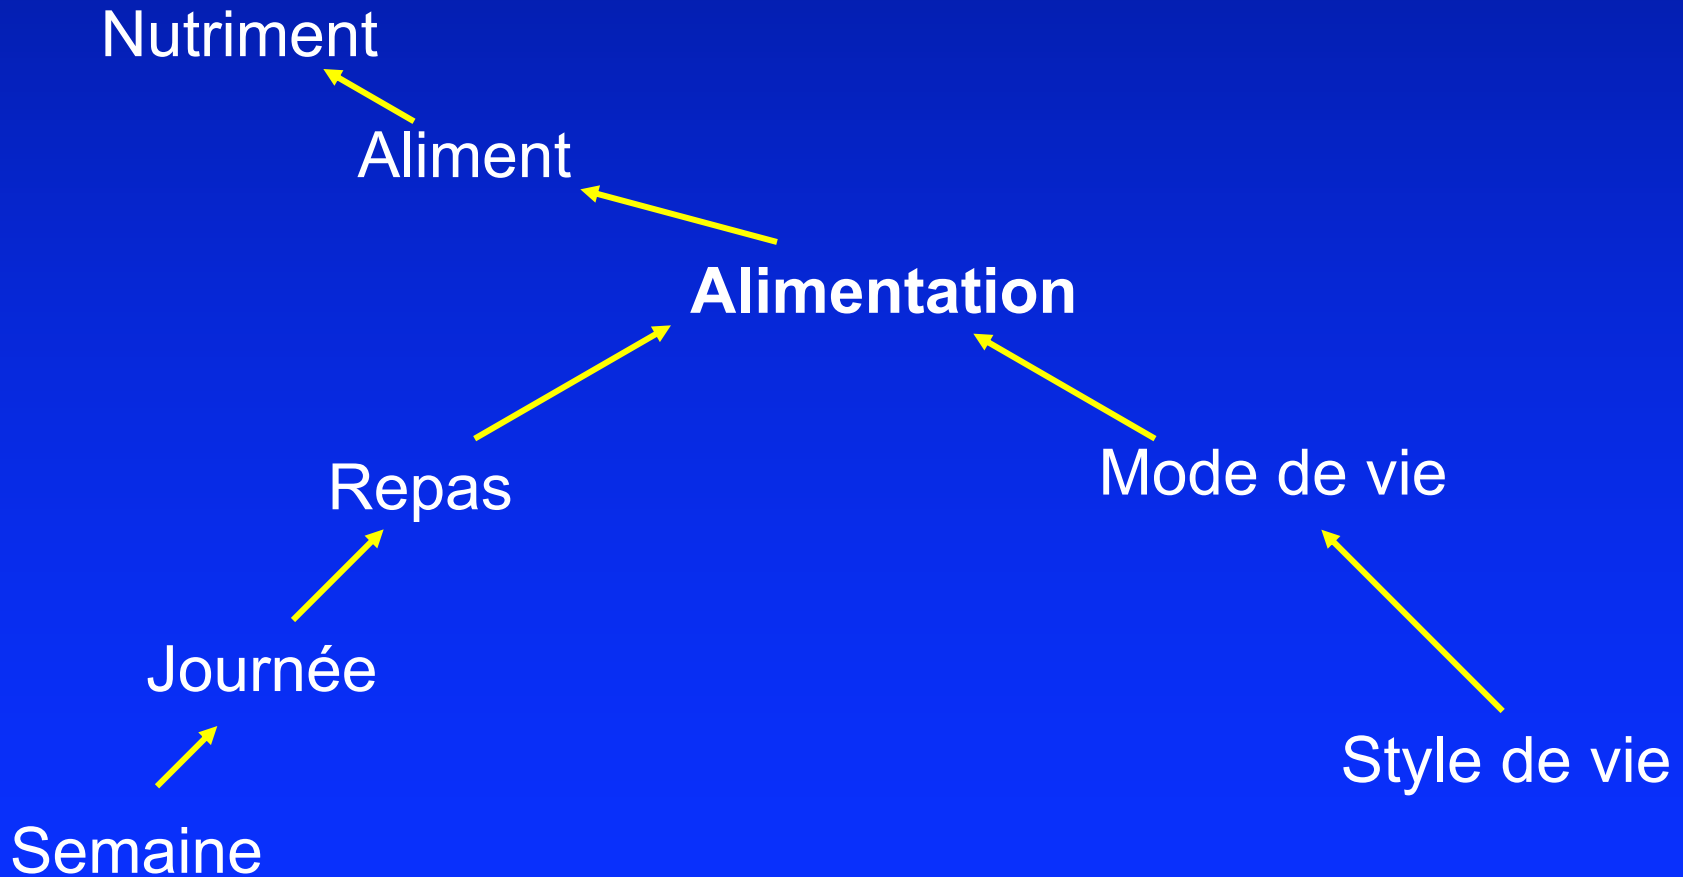 Nutriment
Aliment
Alimentation
Repas
Mode de vie
Journée
Style de vie
Semaine